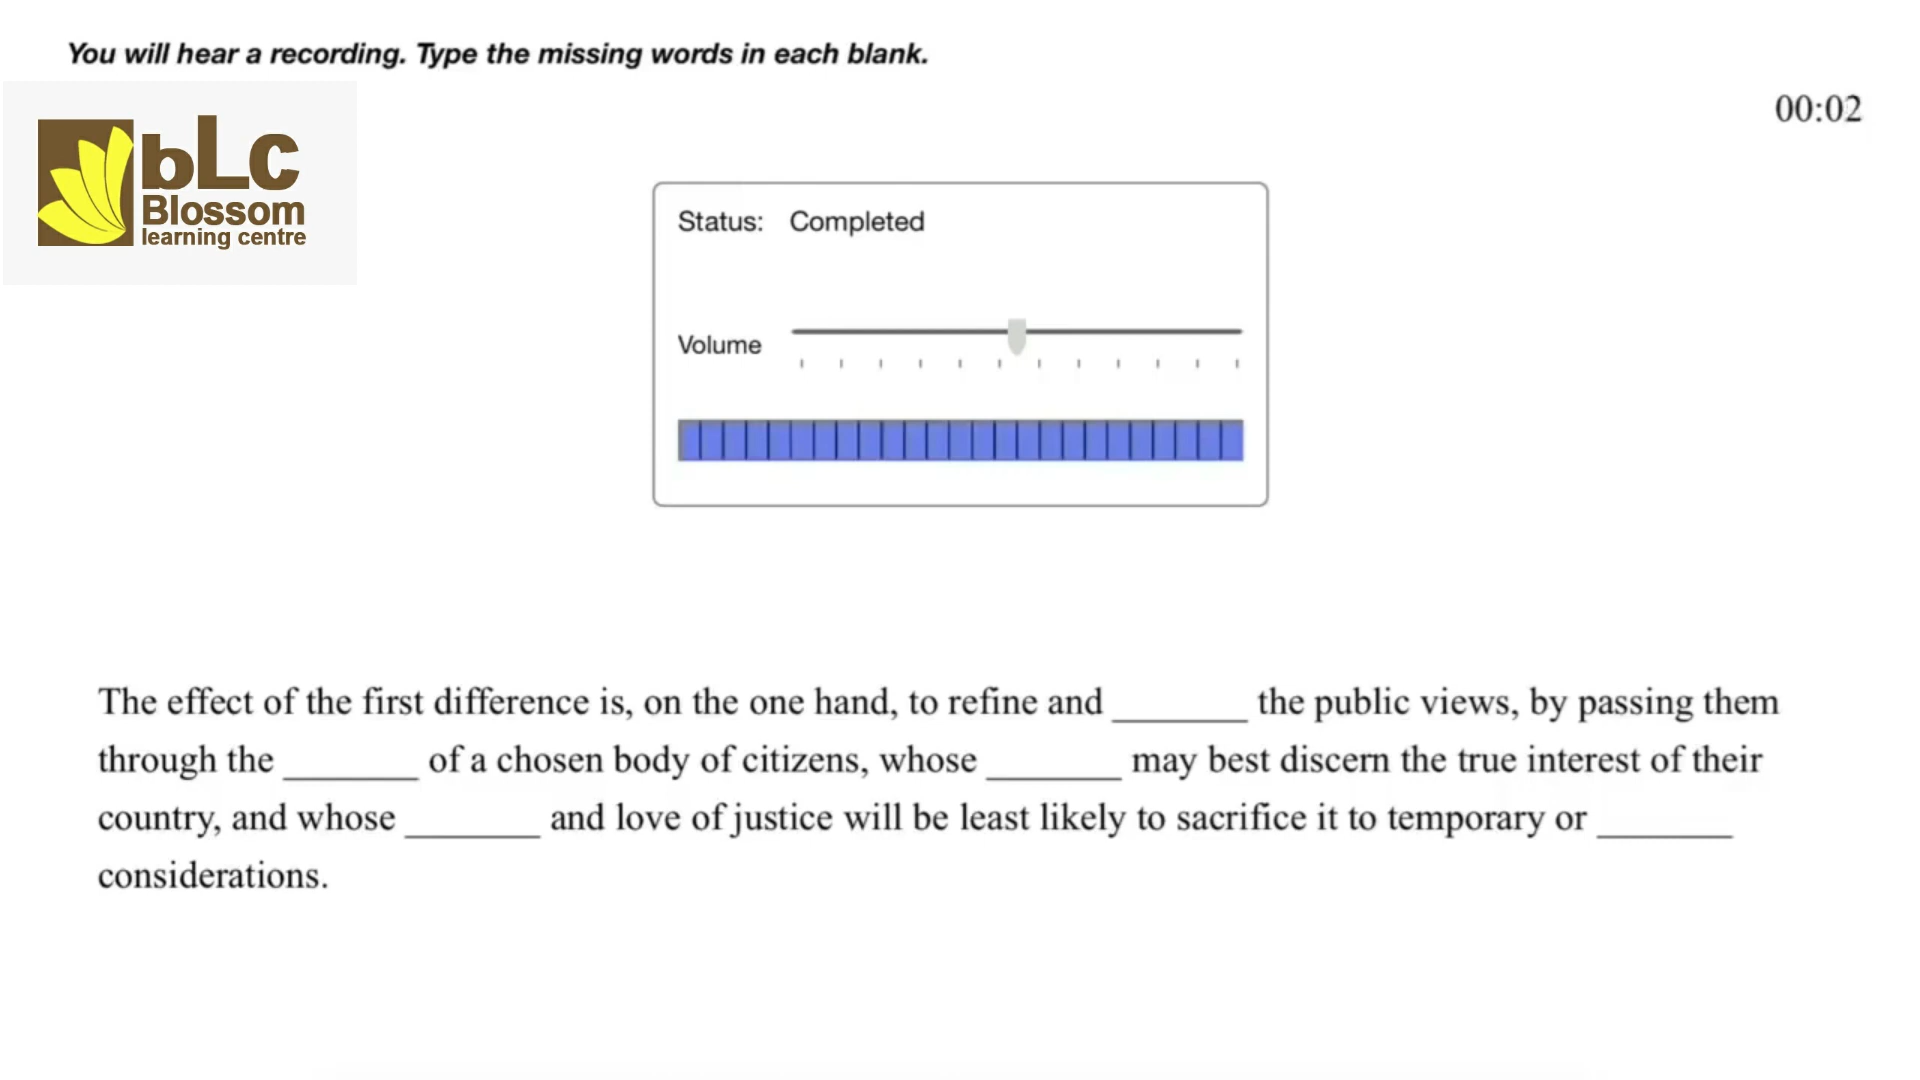 You will hear a recording. Type the missing words in each blank.
00:02
bLc
Blossom
learning centre
Status: Completed
Volume
The effect of the first difference is, on the one hand, to refine and _______ the public views, by passing them
through the _______ of a chosen body of citizens, whose _______ may best discern the true interest of their
country, and whose _______ and love of justice will be least likely to sacrifice it to temporary or _______
considerations.